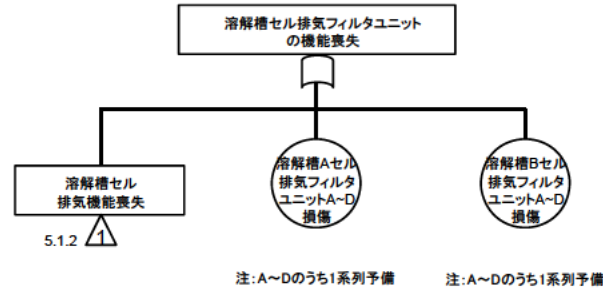 溶解槽セル排気フィルタユニット
の機能喪失
溶解槽セル
排気機能喪失
5.1.2
1
溶解槽Aセル
排気フィルタ
ユニットA~D
損傷
溶解槽Bセル
排気フィルタ
ユニットA~D
損傷
注:A～Dのうち1系列予備
注:A～Dのうち1系列予備